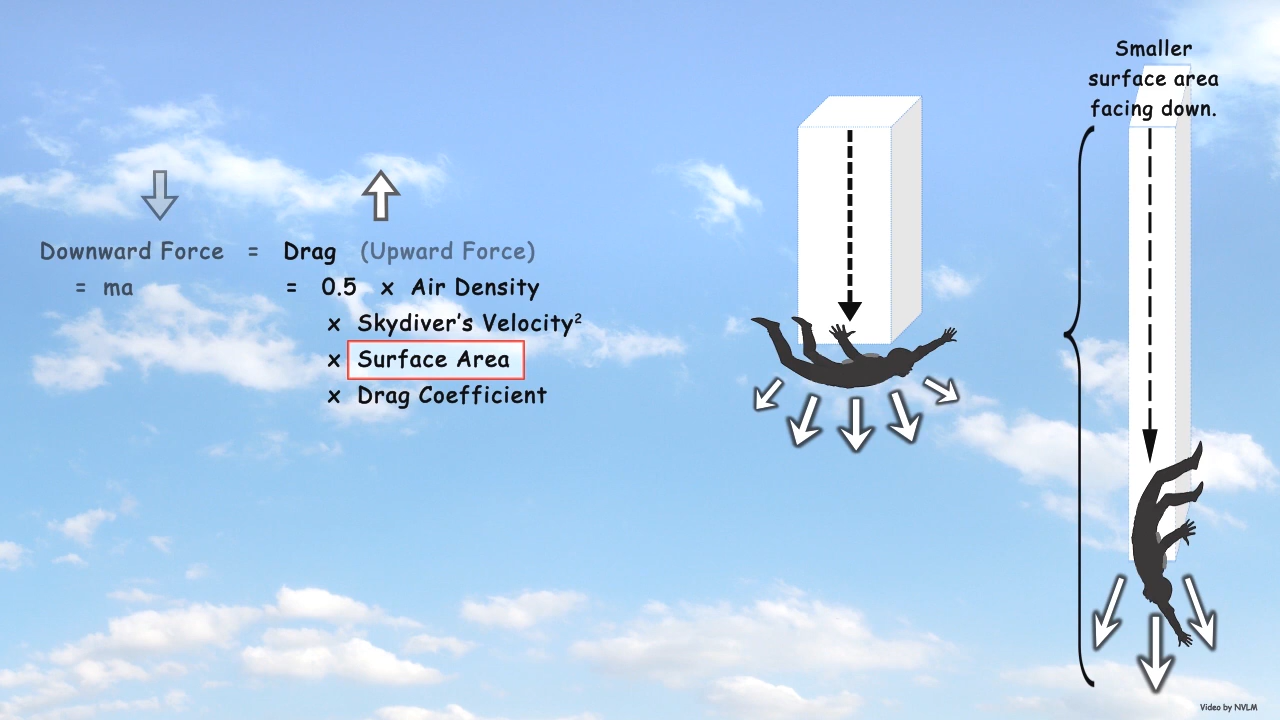 Smaller
surface area
facing down.
Downward Force = Drag (Upward Force)
= ma = 0.5 x Air Density
x Skydiver's Velocity²
x Surface Area
x Drag Coefficient
Video by NVLM